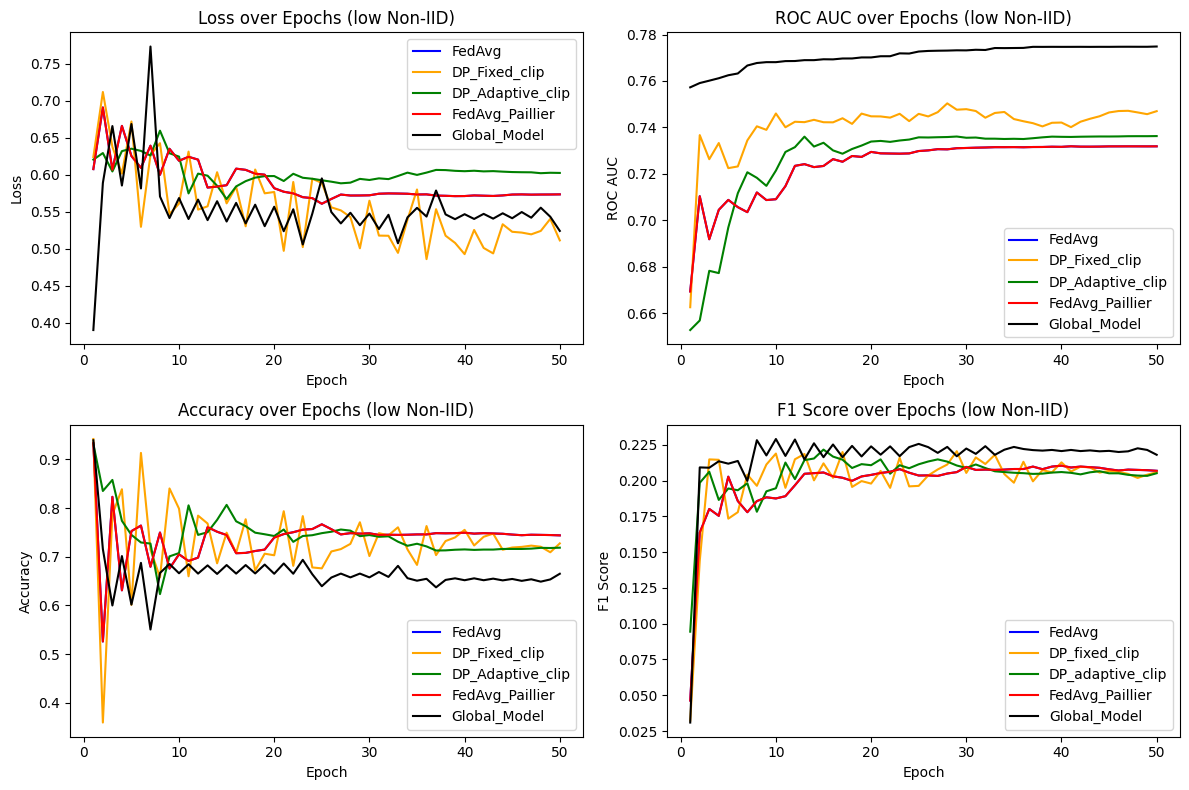 Loss over Epochs (low Non-IID)
Loss
0.75
0.70
0.65
0.60
0.55
0.50
0.45
0.40
0
10
20
30
40
50
Epoch
FedAvg
DP_Fixed_clip
DP_Adaptive_clip
FedAvg_Paillier
Global_Model
ROC AUC over Epochs (low Non-IID)
ROC AUC
0.78
0.76
0.74
0.72
0.70
0.68
0.66
0
10
20
30
40
50
Epoch
FedAvg
DP_Fixed_clip
DP_Adaptive_clip
FedAvg_Paillier
Global_Model
Accuracy over Epochs (low Non-IID)
Accuracy
0.9
0.8
0.7
0.6
0.5
0.4
0
10
20
30
40
50
Epoch
FedAvg
DP_Fixed_clip
DP_Adaptive_clip
FedAvg_Paillier
Global_Model
F1 Score over Epochs (low Non-IID)
F1 Score
0.225
0.200
0.175
0.150
0.125
0.100
0.075
0.050
0.025
0
10
20
30
40
50
Epoch
FedAvg
DP_fixed_clip
DP_adaptive_clip
FedAvg_Paillier
Global_Model